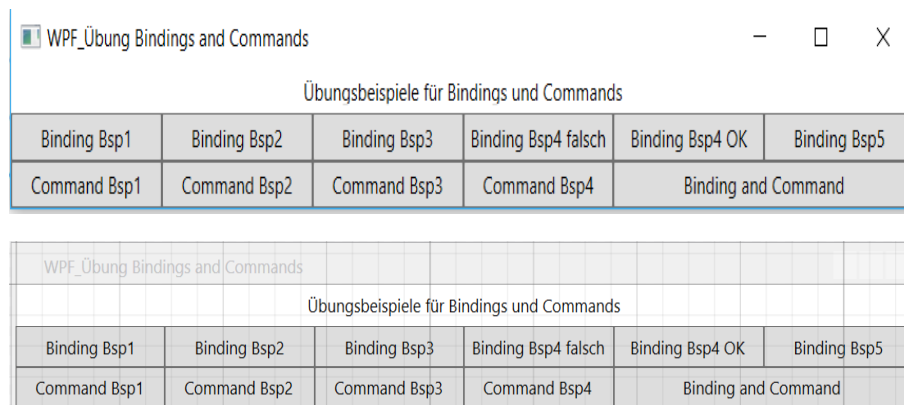 WPF_Übung Bindings and Commands
Übungsbeispiele für Bindings und Commands
Binding Bsp1 Binding Bsp2 Binding Bsp3 Binding Bsp4 falsch Binding Bsp4 OK Binding Bsp5
Command Bsp1 Command Bsp2 Command Bsp3 Command Bsp4 Binding and Command
WPF_Übung Bindings and Commands
Übungsbeispiele für Bindings und Commands
Binding Bsp1 Binding Bsp2 Binding Bsp3 Binding Bsp4 falsch Binding Bsp4 OK Binding Bsp5
Command Bsp1 Command Bsp2 Command Bsp3 Command Bsp4 Binding and Command